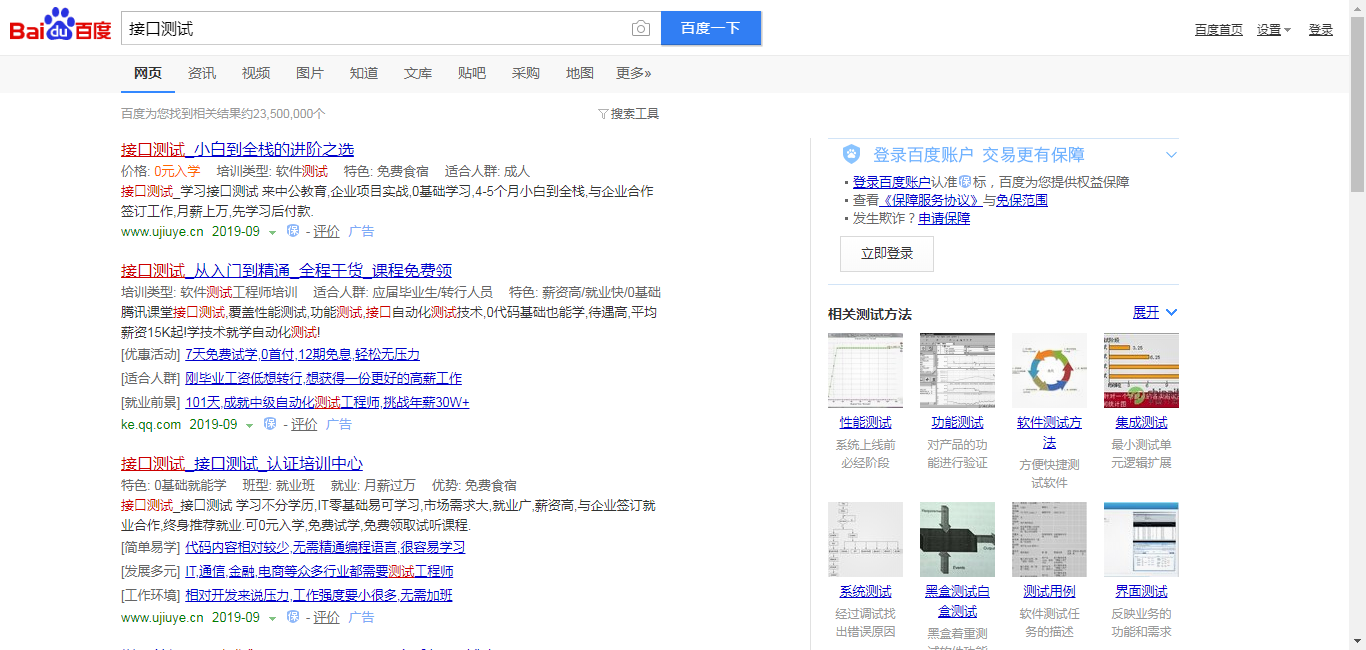 Bai du 百度
接口测试
百度一下
百度首页 设置 登录
网页 资讯 视频 图片 知道 文库 贴吧 采购 地图 更多»
百度为您找到相关结果约23,500,000个
搜索工具
接口测试_小白到全栈的进阶之选
价格: 0元入学 培训类型: 软件测试 特色: 免费食宿 适合人群: 成人
接口测试_学习接口测试 来中公教育,企业项目实战,0基础学习,4-5个月小白到全栈,与企业合作
签订工作,月薪上万,先学习后付款.
www.ujiuye.cn 2019-09 保 - 评价 广告
接口测试_从入门到精通_全程干货_课程免费领
培训类型: 软件测试工程师培训 适合人群: 应届毕业生/转行人员 特色: 薪资高/就业快/0基础
腾讯课堂接口测试,覆盖性能测试,功能测试,接口自动化测试技术,0代码基础也能学,待遇高,平均
薪资15K起!学技术就学自动化测试!
[优惠活动] 7天免费试学,0首付,12期免息,轻松无压力
[适合人群] 刚毕业工资低想转行,想获得一份更好的高薪工作
[就业前景] 101天,成就中级自动化测试工程师,挑战年薪30W+
ke.qq.com 2019-09 保 - 评价 广告
接口测试_接口测试_认证培训中心
特色: 0基础就能学 班型: 就业班 就业: 月薪过万 优势: 免费食宿
接口测试_接口测试 学习不分学历,IT零基础易可学习,市场需求大,就业广,薪资高,与企业签订就
业合作,终身推荐就业.可0元入学,免费试学,免费领取试听课程.
[简单易学] 代码内容相对较少,无需精通编程语言,很容易学习
[发展多元] IT,通信,金融,电商等众多行业都需要测试工程师
[工作环境] 相对开发来说压力,工作强度要小很多,无需加班
www.ujiuye.cn 2019-09 保 - 评价 广告
登录百度账户 交易更有保障
▪ 登录百度账户认准保标，百度为您提供权益保障
▪ 查看《保障服务协议》与免保范围
▪ 发生欺诈？申请保障
立即登录
相关测试方法
展开
性能测试 功能测试 软件测试方 集成测试
法
系统上线前 对产品的功 最小测试单
必经阶段 能进行验证 元逻辑扩展
方便快捷测
试软件
系统测试 黑盒测试白 测试用例 界面测试
盒测试
经过调试找 软件测试任 反映业务的
出错误原因 务的描述 功能和需求
黑盒着重测